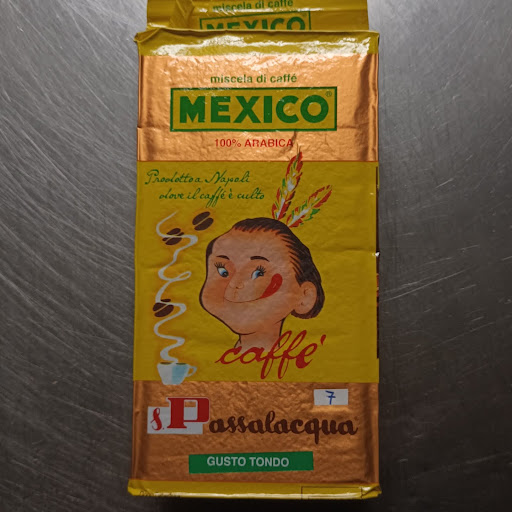 miscela di caffè
MEXICO®
miscela di caffè
MEXICO®
100% ARABICA
Prodotto a Napoli
dove il caffè è culto
caffé
7
Passalacqua
GUSTO TONDO